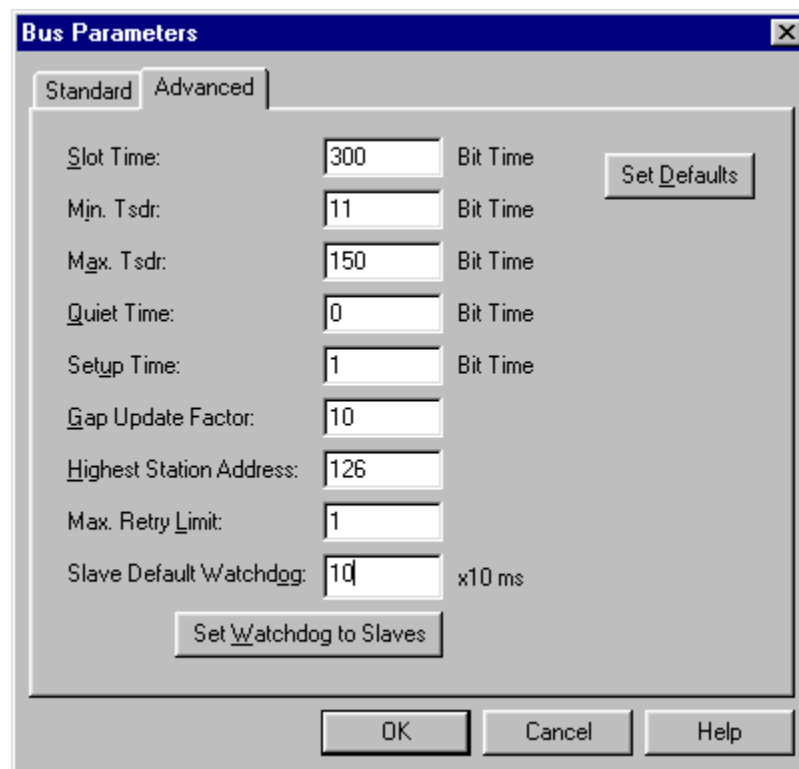 Bus Parameters
Standard Advanced
Slot Time: 300 Bit Time Set Defaults
Min. Tsdr: 11 Bit Time
Max. Tsdr: 150 Bit Time
Quiet Time: 0 Bit Time
Setup Time: 1 Bit Time
Gap Update Factor: 10
Highest Station Address: 126
Max. Retry Limit: 1
Slave Default Watchdog: 10 x10 ms
Set Watchdog to Slaves
OK Cancel Help